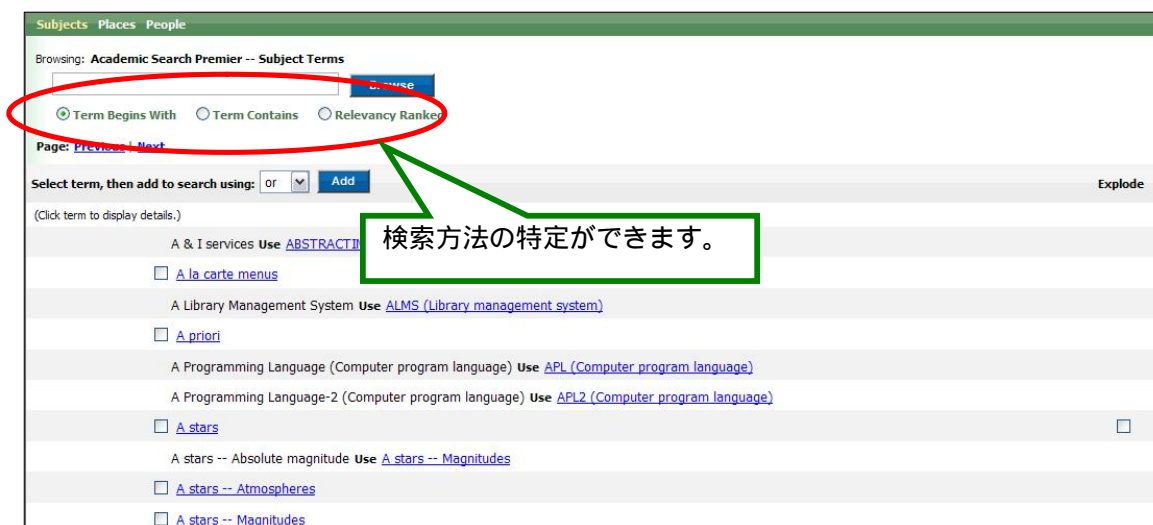 Subjects Places People
Browsing: Academic Search Premier -- Subject Terms
Browse
Term Begins With Term Contains Relevancy Ranked
Page: Previous | Next
Select term, then add to search using: or Add Explode
(Click term to display details.)
検索方法の特定ができます。
A & I services Use
A la carte menus
A Library Management System Use ALMS (Library management system)
A priori
A Programming Language (Computer program language) Use APL (Computer program language)
A Programming Language-2 (Computer program language) Use APL2 (Computer program language)
A stars
A stars -- Absolute magnitude Use A stars -- Magnitudes
A stars -- Atmospheres
A stars -- Magnitudes